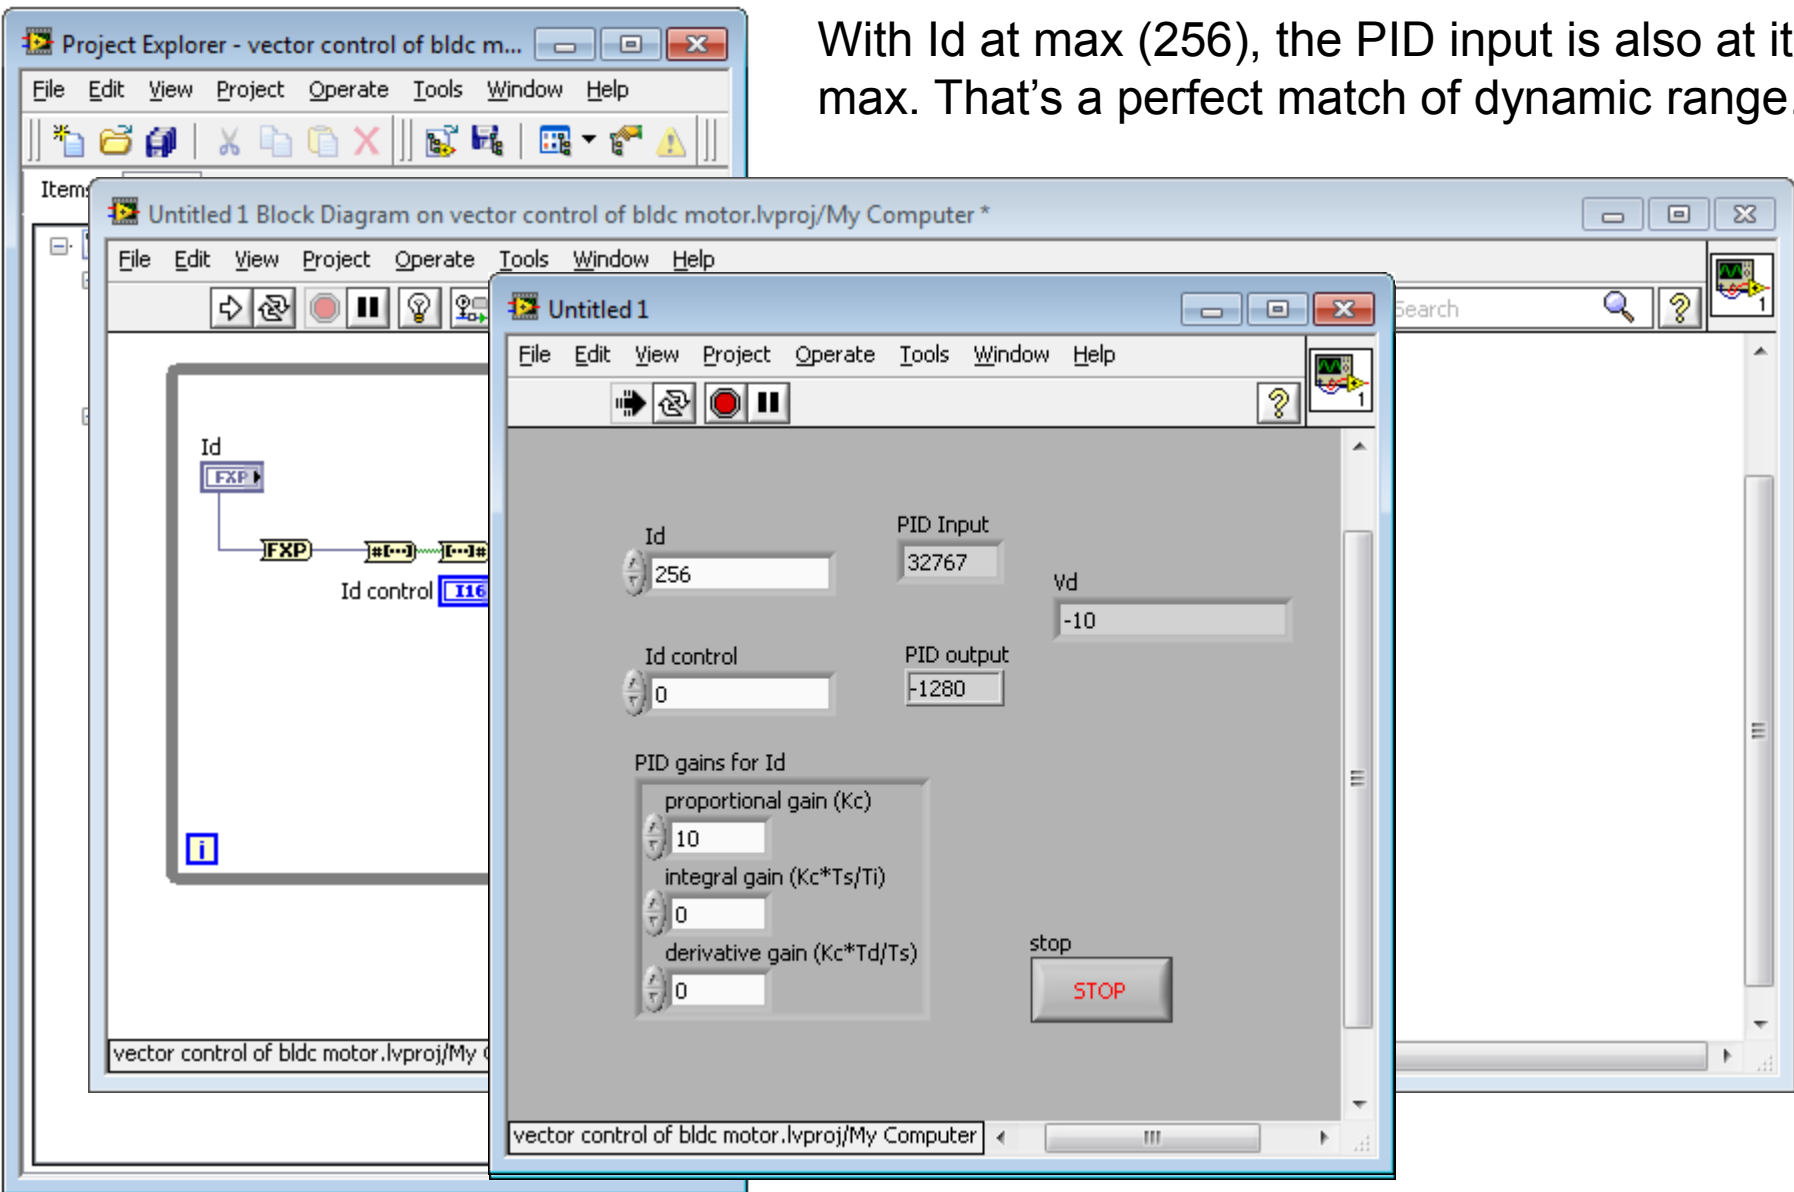 With Id at max (256), the PID input is also at it
max. That's a perfect match of dynamic range.
Project Explorer - vector control of bldc m...
File Edit View Project Operate Tools Window Help
Items
Untitled 1 Block Diagram on vector control of bldc motor.lvproj/My Computer *
File Edit View Project Operate Tools Window Help
Search
1
Id
FXP
FXP
#[...]
[...]#
Id control I16
i
vector control of bldc motor.lvproj/My
Untitled 1
File Edit View Project Operate Tools Window Help
1
Id
256
PID Input
32767
Vd
-10
Id control
0
PID output
-1280
PID gains for Id
proportional gain (Kc)
10
integral gain (Kc*Ts/Ti)
0
derivative gain (Kc*Td/Ts)
0
stop
STOP
vector control of bldc motor.lvproj/My Computer